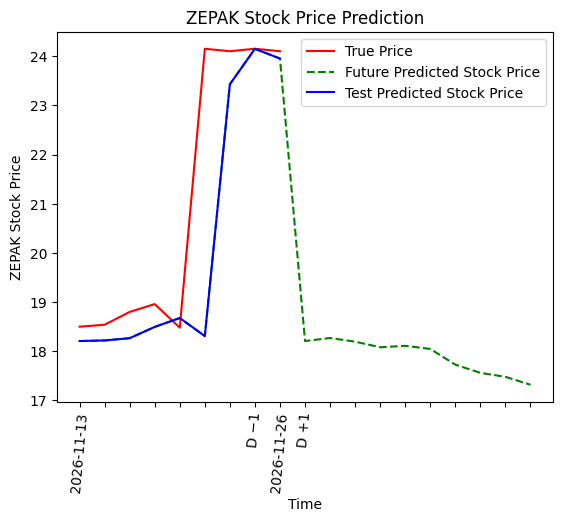 ZEPAK Stock Price Prediction
True Price
Future Predicted Stock Price
Test Predicted Stock Price
ZEPAK Stock Price
24
23
22
21
20
19
18
17
2026-11-13
D −1
2026-11-26
D +1
Time